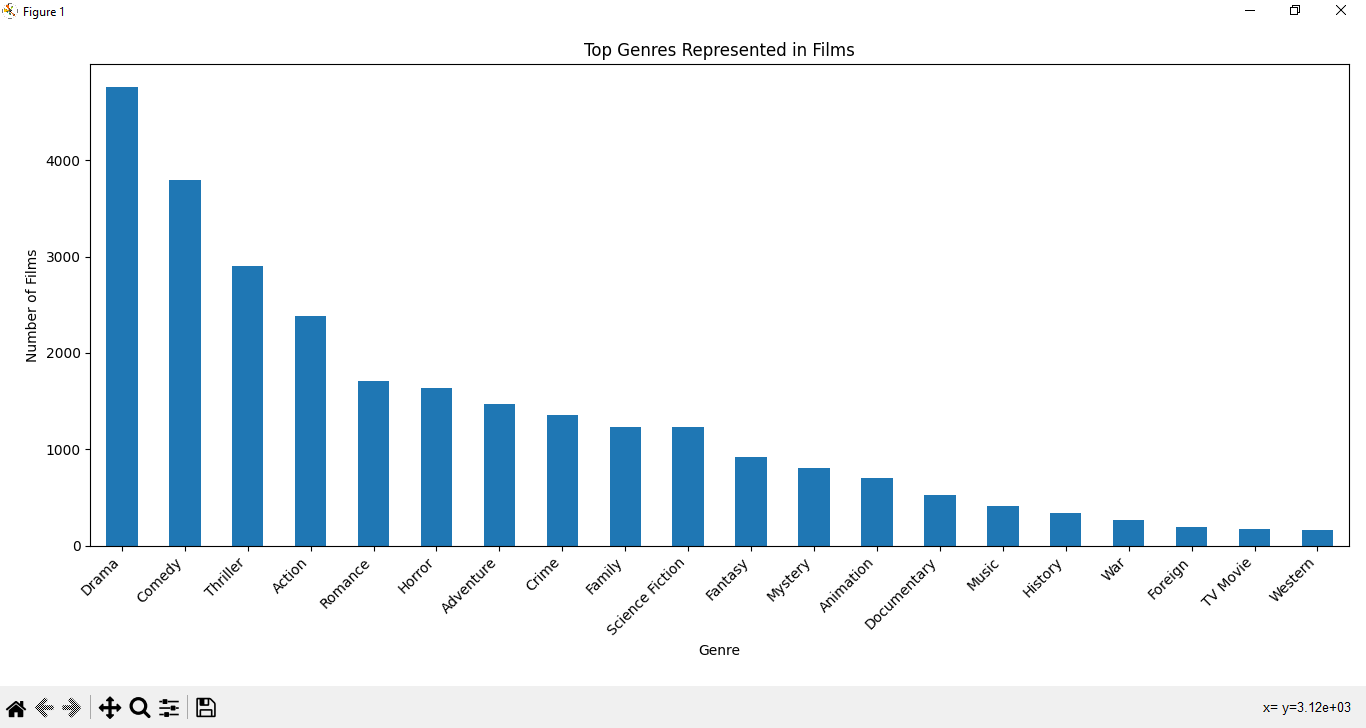 Figure 1
Top Genres Represented in Films
Number of Films
4000
3000
2000
1000
0
Drama
Comedy
Thriller
Action
Romance
Horror
Adventure
Crime
Family
Science Fiction
Fantasy
Mystery
Animation
Documentary
Music
History
War
Foreign
TV Movie
Western
Genre
x= y=3.12e+03